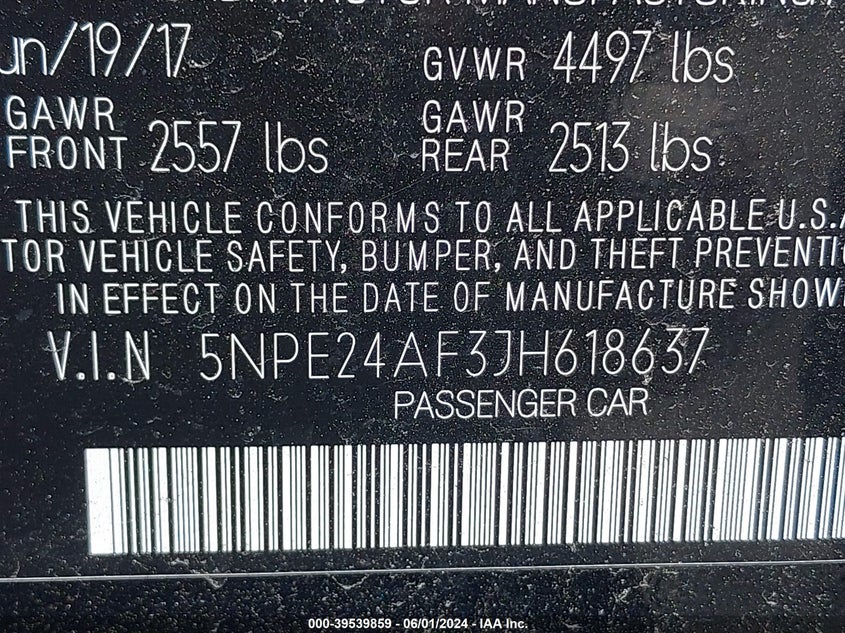 un/19/17 GVWR 4497 lbs
GAWR FRONT 2557 lbs GAWR REAR 2513 lbs
THIS VEHICLE CONFORMS TO ALL APPLICABLE U.S.A
TOR VEHICLE SAFETY, BUMPER, AND THEFT PREVENTI
IN EFFECT ON THE DATE OF MANUFACTURE SHOW
V.I.N 5NPE24AF3JH618637
PASSENGER CAR
000-39539859 - 06/01/2024 - IAA Inc.